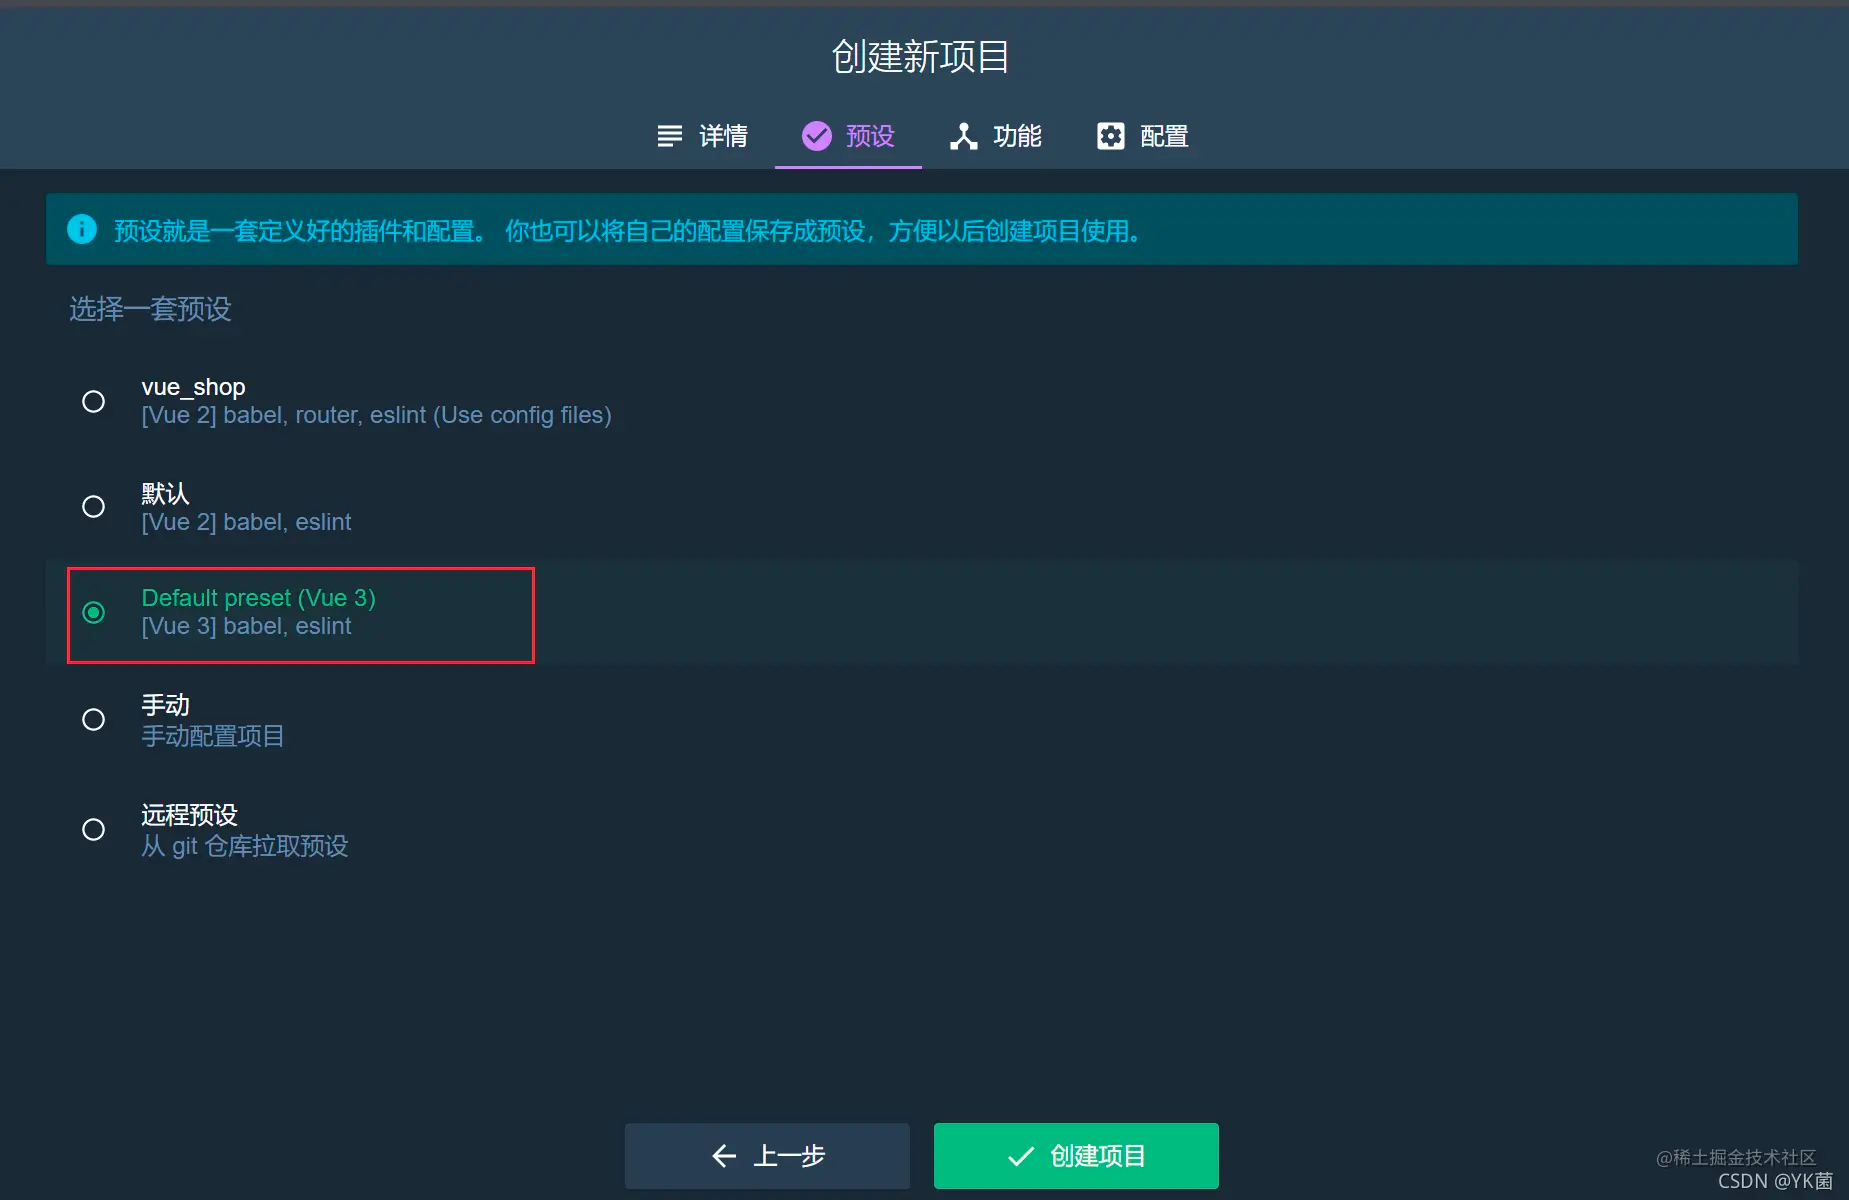 创建新项目
详情 预设 功能 配置
预设就是一套定义好的插件和配置。 你也可以将自己的配置保存成预设，方便以后创建项目使用。
选择一套预设
vue_shop
[Vue 2] babel, router, eslint (Use config files)
默认
[Vue 2] babel, eslint
Default preset (Vue 3)
[Vue 3] babel, eslint
手动
手动配置项目
远程预设
从 git 仓库拉取预设
上一步 创建项目
@稀土掘金技术社区
CSDN @YK菌